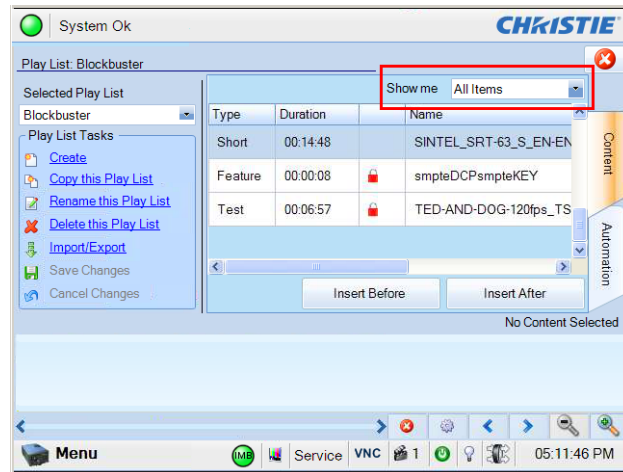 System Ok
CHRISTIE
Play List: Blockbuster
Selected Play List
Blockbuster
Play List Tasks
Create
Copy this Play List
Rename this Play List
Delete this Play List
Import/Export
Save Changes
Cancel Changes
Show me All Items
Type Duration Name
Short 00:14:48 SINTEL_SRT-63_S_EN-EN
Feature 00:00:08 smpteDCPsmpteKEY
Test 00:06:57 TED-AND-DOG-120fps_TS
Insert Before Insert After
Content
Automation
No Content Selected
Menu IMB Service VNC 1 05:11:46 PM